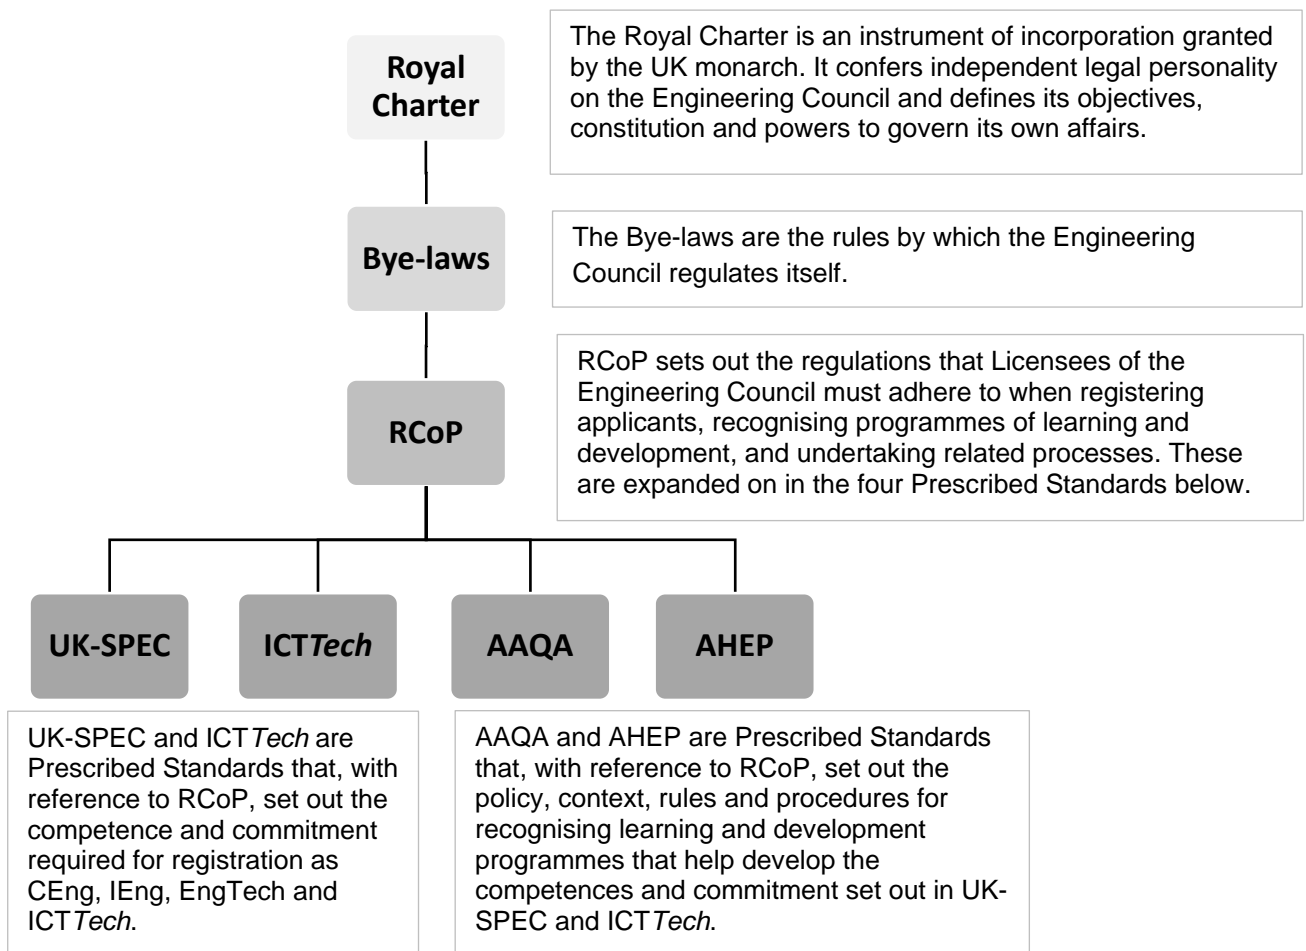 Royal
Charter
The Royal Charter is an instrument of incorporation granted
by the UK monarch. It confers independent legal personality
on the Engineering Council and defines its objectives,
constitution and powers to govern its own affairs.
Bye-laws
The Bye-laws are the rules by which the Engineering
Council regulates itself.
RCoP
RCoP sets out the regulations that Licensees of the
Engineering Council must adhere to when registering
applicants, recognising programmes of learning and
development, and undertaking related processes. These
are expanded on in the four Prescribed Standards below.
UK-SPEC
ICTTech
AAQA
AHEP
UK-SPEC and ICTTech are
Prescribed Standards that, with
reference to RCoP, set out the
competence and commitment
required for registration as
CEng, IEng, EngTech and
ICTTech.
AAQA and AHEP are Prescribed Standards
that, with reference to RCoP, set out the
policy, context, rules and procedures for
recognising learning and development
programmes that help develop the
competences and commitment set out in UK-
SPEC and ICTTech.